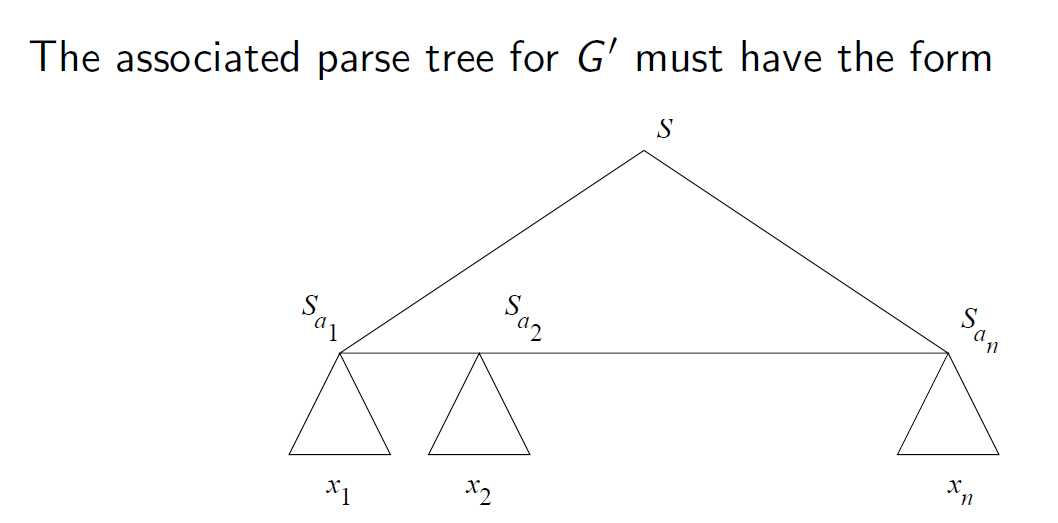 The associated parse tree for G′ must have the form
S
S_{a_1} S_{a_2} S_{a_n}
x_1 x_2 x_n